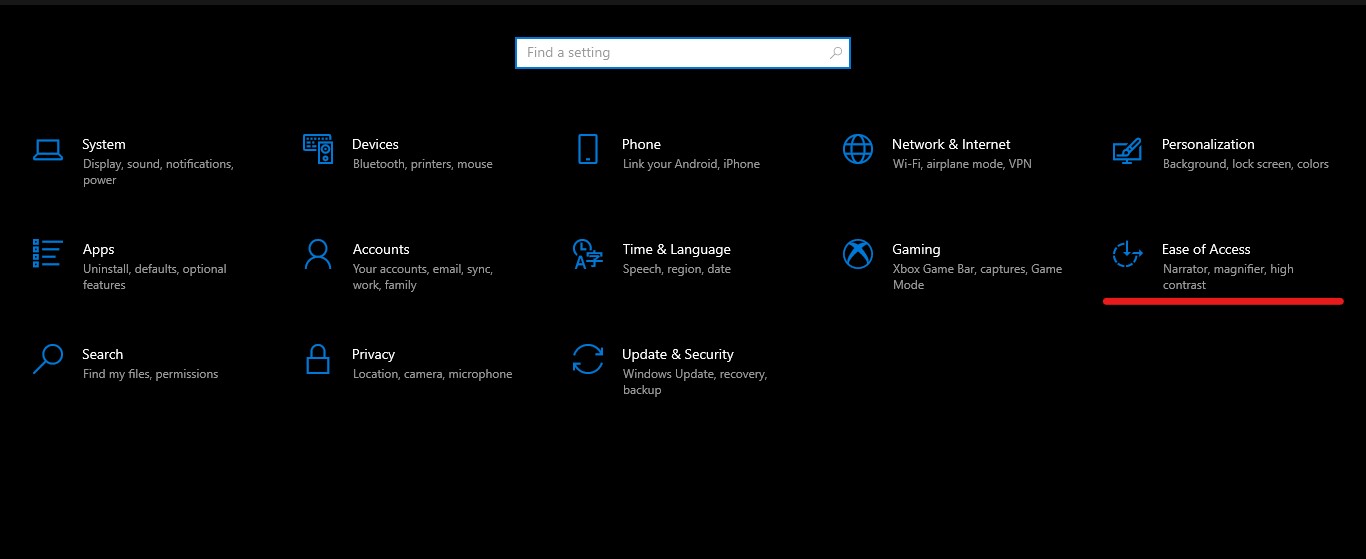 Find a setting
System
Display, sound, notifications,
power
Devices
Bluetooth, printers, mouse
Phone
Link your Android, iPhone
Network & Internet
Wi-Fi, airplane mode, VPN
Personalization
Background, lock screen, colors
Apps
Uninstall, defaults, optional
features
Accounts
Your accounts, email, sync,
work, family
Time & Language
Speech, region, date
Gaming
Xbox Game Bar, captures, Game
Mode
Ease of Access
Narrator, magnifier, high
contrast
Search
Find my files, permissions
Privacy
Location, camera, microphone
Update & Security
Windows Update, recovery,
backup